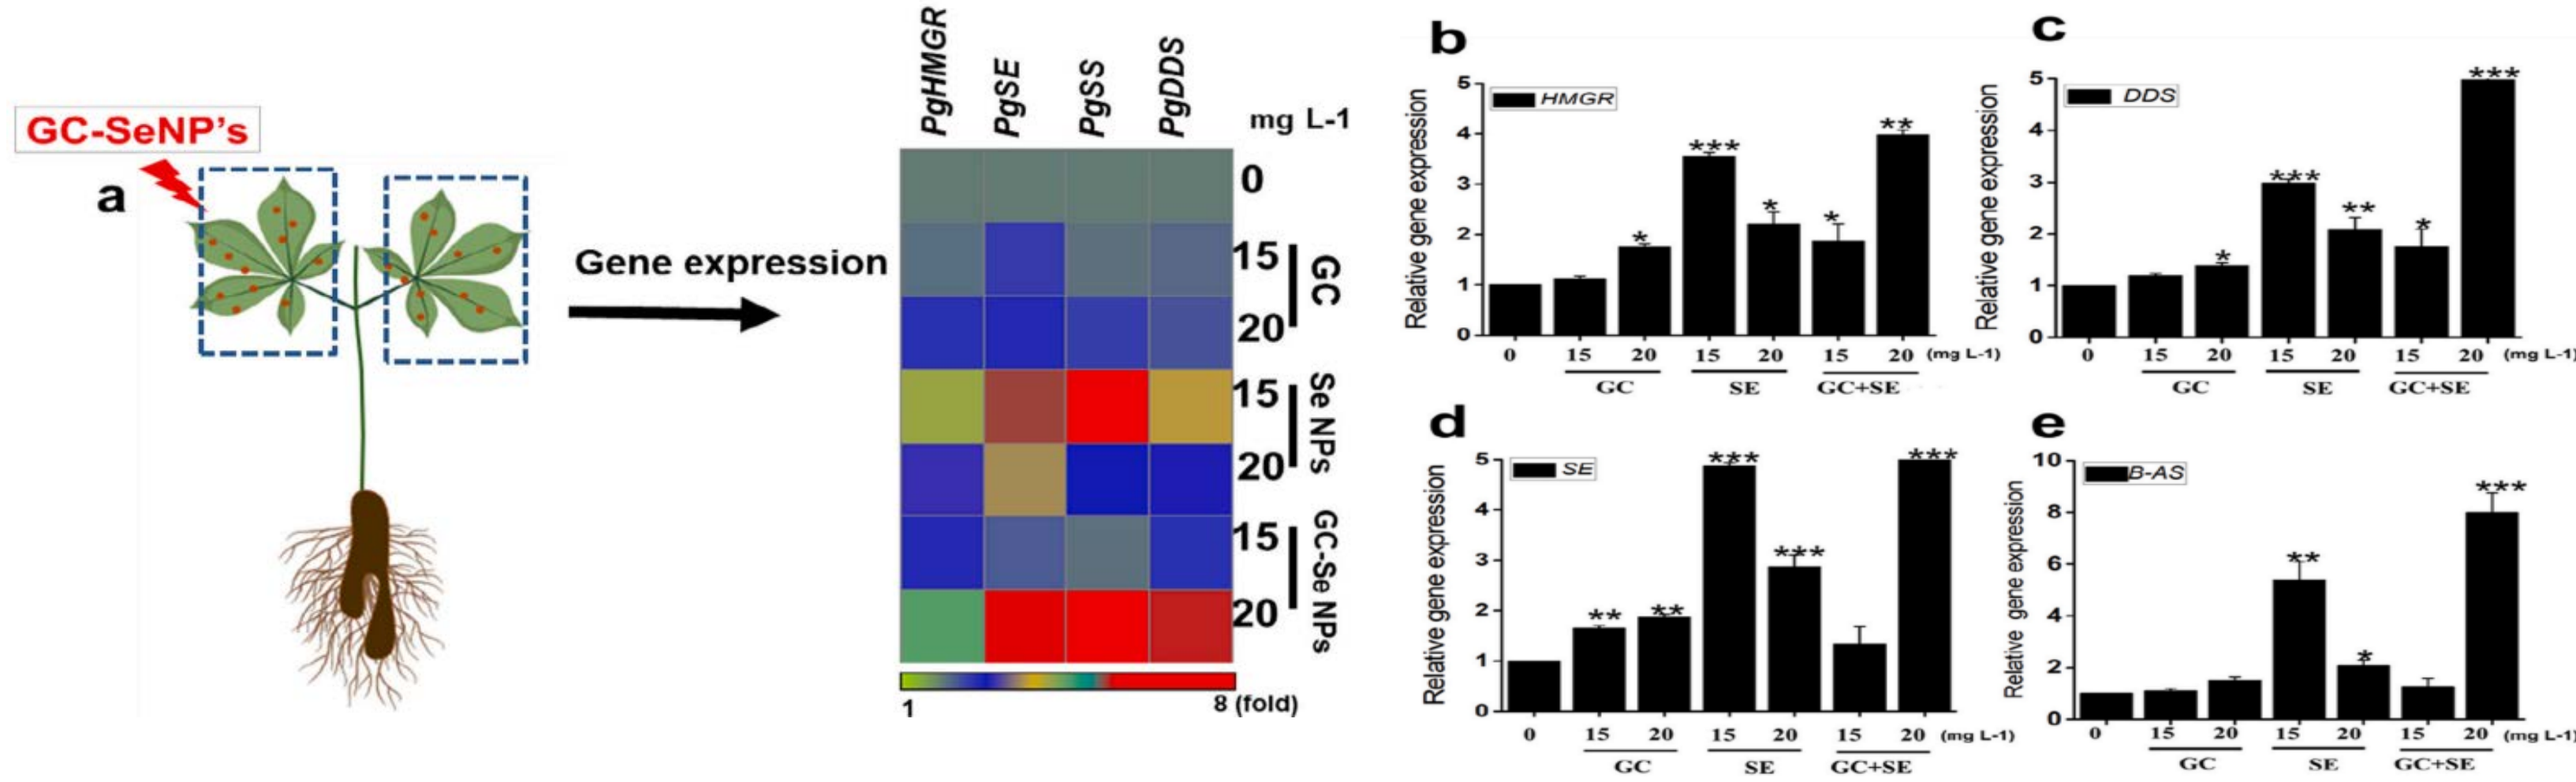 GC-SeNP's
a
Gene expression
PgHMGR
PgSE
PgSS
PgDDS
mg L-1
0
15
20
GC
15
20
Se NPs
15
20
GC-Se NPs
1
8 (fold)
b
Relative gene expression
5
4
3
2
1
0
HMGR
*
***
*
*
**
0 15 20 15 20 15 20 (mg L-1)
GC SE GC+SE
c
Relative gene expression
5
4
3
2
1
0
DDS
*
***
**
*
***
0 15 20 15 20 15 20 (mg L-1)
GC SE GC+SE
d
Relative gene expression
5
4
3
2
1
0
SE
**
**
***
***
***
0 15 20 15 20 15 20 (mg L-1)
GC SE GC+SE
e
Relative gene expression
10
8
6
4
2
0
B-AS
**
*
***
0 15 20 15 20 15 20 (mg L-1)
GC SE GC+SE